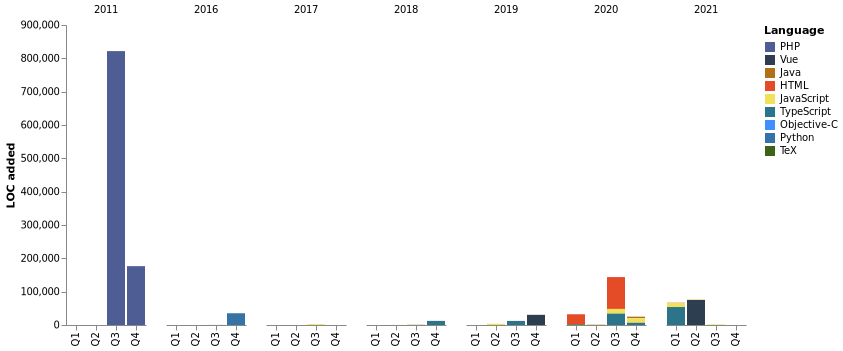 2011 2016 2017 2018 2019 2020 2021
900,000
800,000
700,000
600,000
500,000
400,000
300,000
200,000
100,000
0
LOC added
Q1 Q2 Q3 Q4 Q1 Q2 Q3 Q4 Q1 Q2 Q3 Q4 Q1 Q2 Q3 Q4 Q1 Q2 Q3 Q4 Q1 Q2 Q3 Q4 Q1 Q2 Q3 Q4
Language
PHP
Vue
Java
HTML
JavaScript
TypeScript
Objective-C
Python
TeX